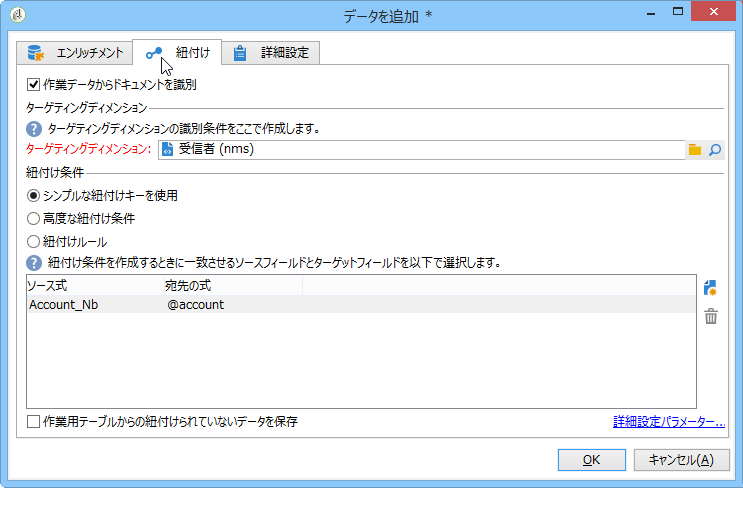 データを追加 *
エンリッチメント 紐付け 詳細設定
作業データからドキュメントを識別
ターゲティングディメンション
ターゲティングディメンションの識別条件をここで作成します。
ターゲティングディメンション: 受信者 (nms)
紐付け条件
シンプルな紐付けキーを使用
高度な紐付け条件
紐付けルール
紐付け条件を作成するときに一致させるソースフィールドとターゲットフィールドを以下で選択します。
ソース式 宛先の式
Account_Nb @account
作業用テーブルからの紐付けられていないデータを保存 詳細設定パラメーター...
OK キャンセル(A)